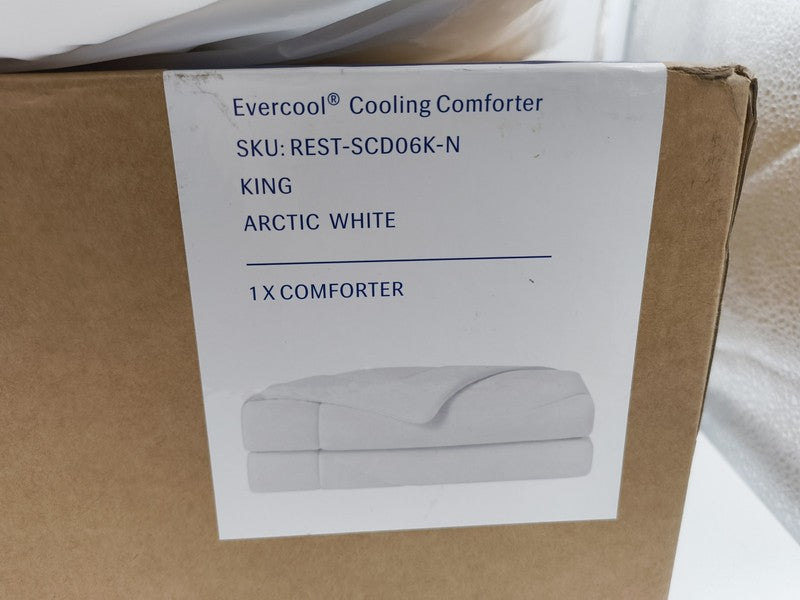 Evercool® Cooling Comforter
SKU: REST-SCD06K-N
KING
ARCTIC WHITE
1 X COMFORTER